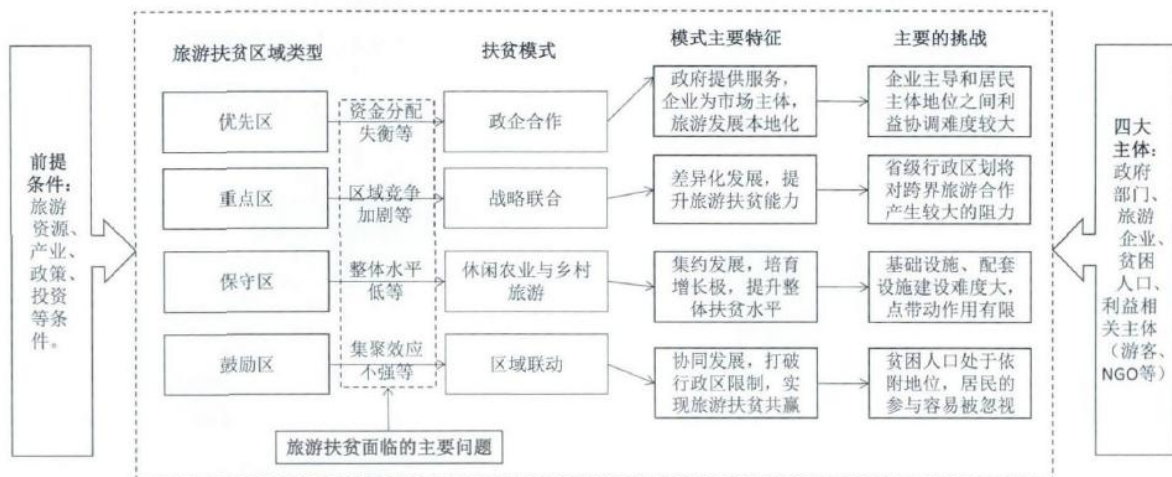 前提
条件：
旅游
资源、
产业、
政策、
投资
等条
件。
旅游扶贫区域类型
扶贫模式
模式主要特征
主要的挑战
优先区
资金分配
失衡等
政企合作
政府提供服务，
企业为市场主体，
旅游发展本地化
企业主导和居民
主体地位之间利
益协调难度较大
重点区
区域竞争
加剧等
战略联合
差异化发展，提
升旅游扶贫能力
省级行政区划将
对跨界旅游合作
产生较大的阻力
保守区
整体水平
低等
休闲农业与乡村
旅游
集约发展，培育
增长极，提升整
体扶贫水平
基础设施、配套
设施建设难度大，
点带动作用有限
鼓励区
集聚效应
不强等
区域联动
协同发展，打破
行政区限制，实
现旅游扶贫共赢
贫困人口处于依
附地位，居民的
参与容易被忽视
旅游扶贫面临的主要问题
四大
主体：
政府
部门、
旅游
企业、
贫困
人口、
利益相
关主体
（游客、
NGO等）